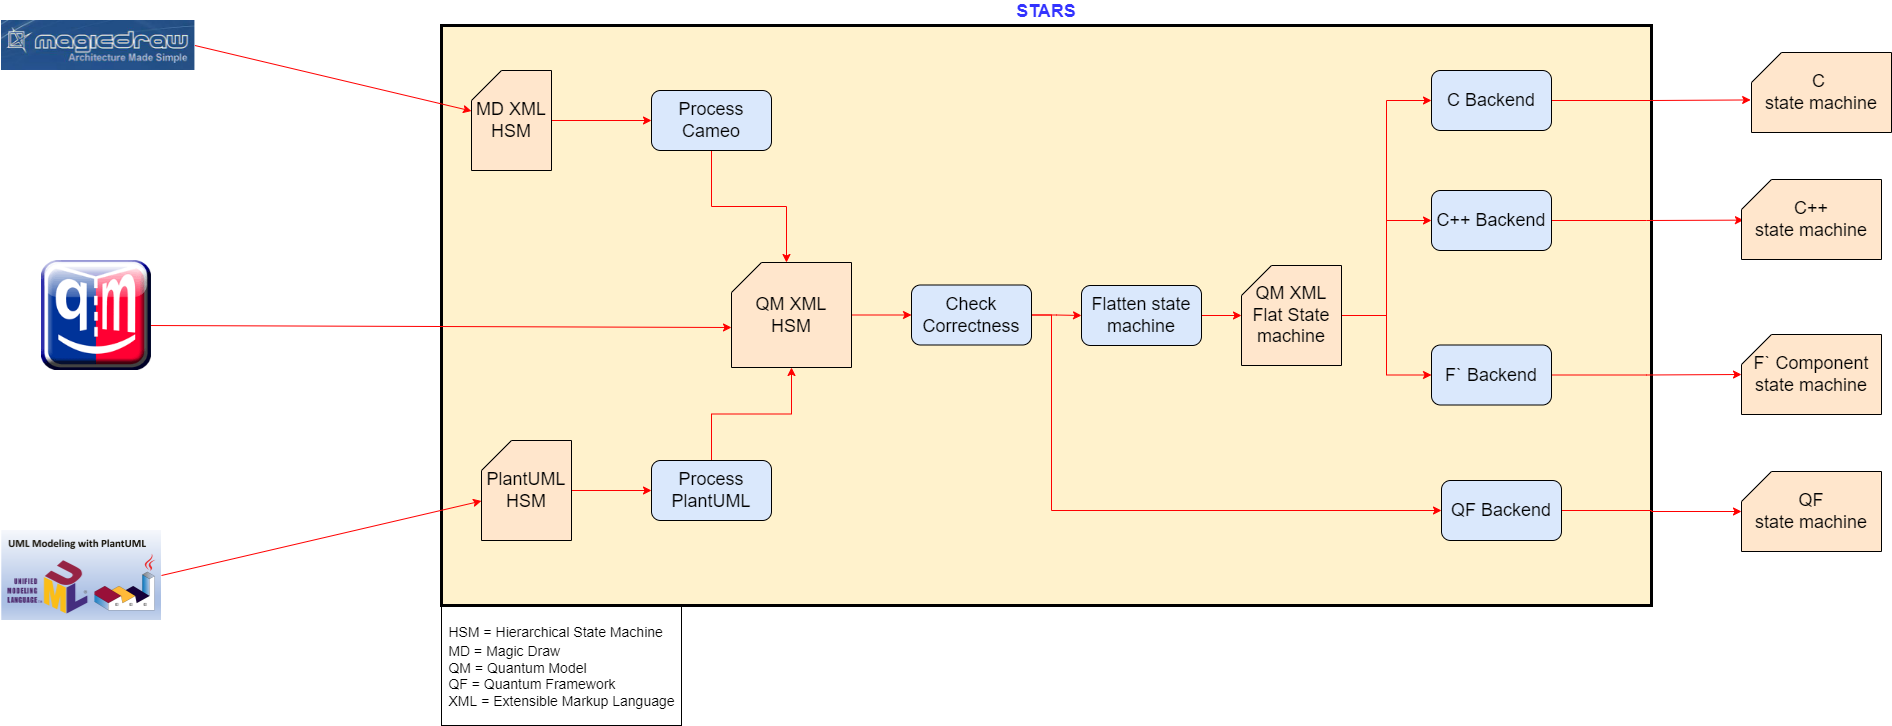 STARS
magicdraw
Architecture Made Simple
MD XML
HSM
Process
Cameo
C Backend
C
state machine
C++ Backend
C++
state machine
qm
QM XML
HSM
Check
Correctness
Flatten state
machine
QM XML
Flat State
machine
F` Backend
F` Component
state machine
PlantUML
HSM
Process
PlantUML
QF Backend
QF
state machine
UML Modeling with PlantUML
UNIFIED
MODELING
LANGUAGE
UML
HSM = Hierarchical State Machine
MD = Magic Draw
QM = Quantum Model
QF = Quantum Framework
XML = Extensible Markup Language